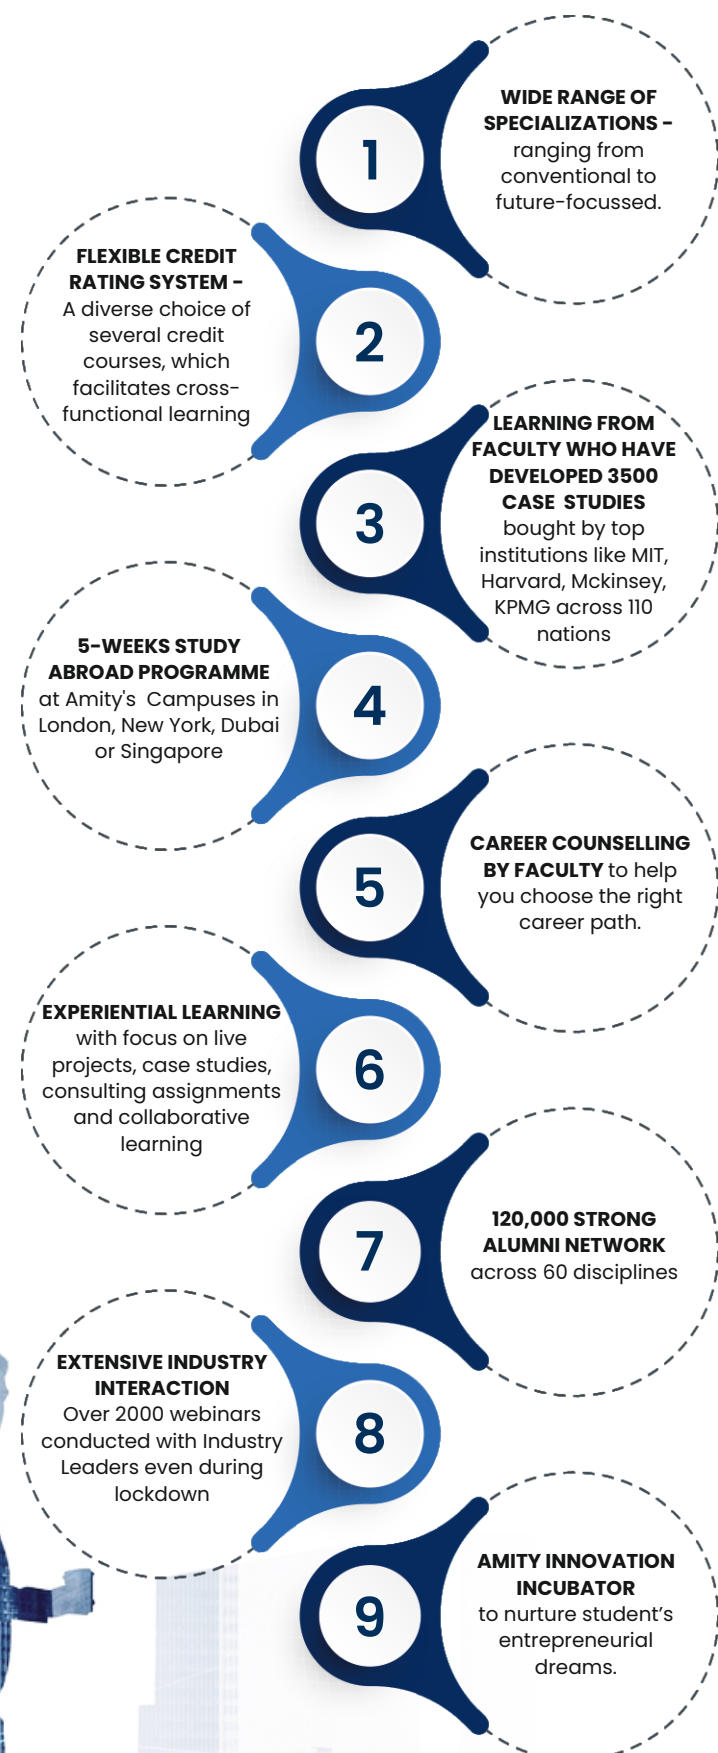 1
WIDE RANGE OF
SPECIALIZATIONS -
ranging from
conventional to
future-focussed.
2
FLEXIBLE CREDIT
RATING SYSTEM -
A diverse choice of
several credit
courses, which
facilitates cross-
functional learning
3
LEARNING FROM
FACULTY WHO HAVE
DEVELOPED 3500
CASE STUDIES
bought by top
institutions like MIT,
Harvard, Mckinsey,
KPMG across 110
nations
4
5-WEEKS STUDY
ABROAD PROGRAMME
at Amity's Campuses in
London, New York, Dubai
or Singapore
5
CAREER COUNSELLING
BY FACULTY to help
you choose the right
career path.
6
EXPERIENTIAL LEARNING
with focus on live
projects, case studies,
consulting assignments
and collaborative
learning
7
120,000 STRONG
ALUMNI NETWORK
across 60 disciplines
8
EXTENSIVE INDUSTRY
INTERACTION
Over 2000 webinars
conducted with Industry
Leaders even during
lockdown
9
AMITY INNOVATION
INCUBATOR
to nurture student's
entrepreneurial
dreams.